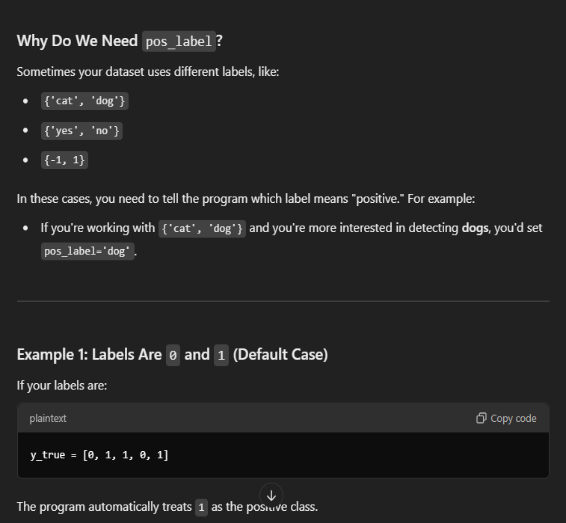 Why Do We Need pos_label?
Sometimes your dataset uses different labels, like:
• {'cat', 'dog'}
• {'yes', 'no'}
• {-1, 1}
In these cases, you need to tell the program which label means "positive." For example:
• If you're working with {'cat', 'dog'} and you're more interested in detecting dogs, you'd set
pos_label='dog'.
Example 1: Labels Are 0 and 1 (Default Case)
If your labels are:
plaintext Copy code
y_true = [0, 1, 1, 0, 1]
The program automatically treats 1 as the positive class.